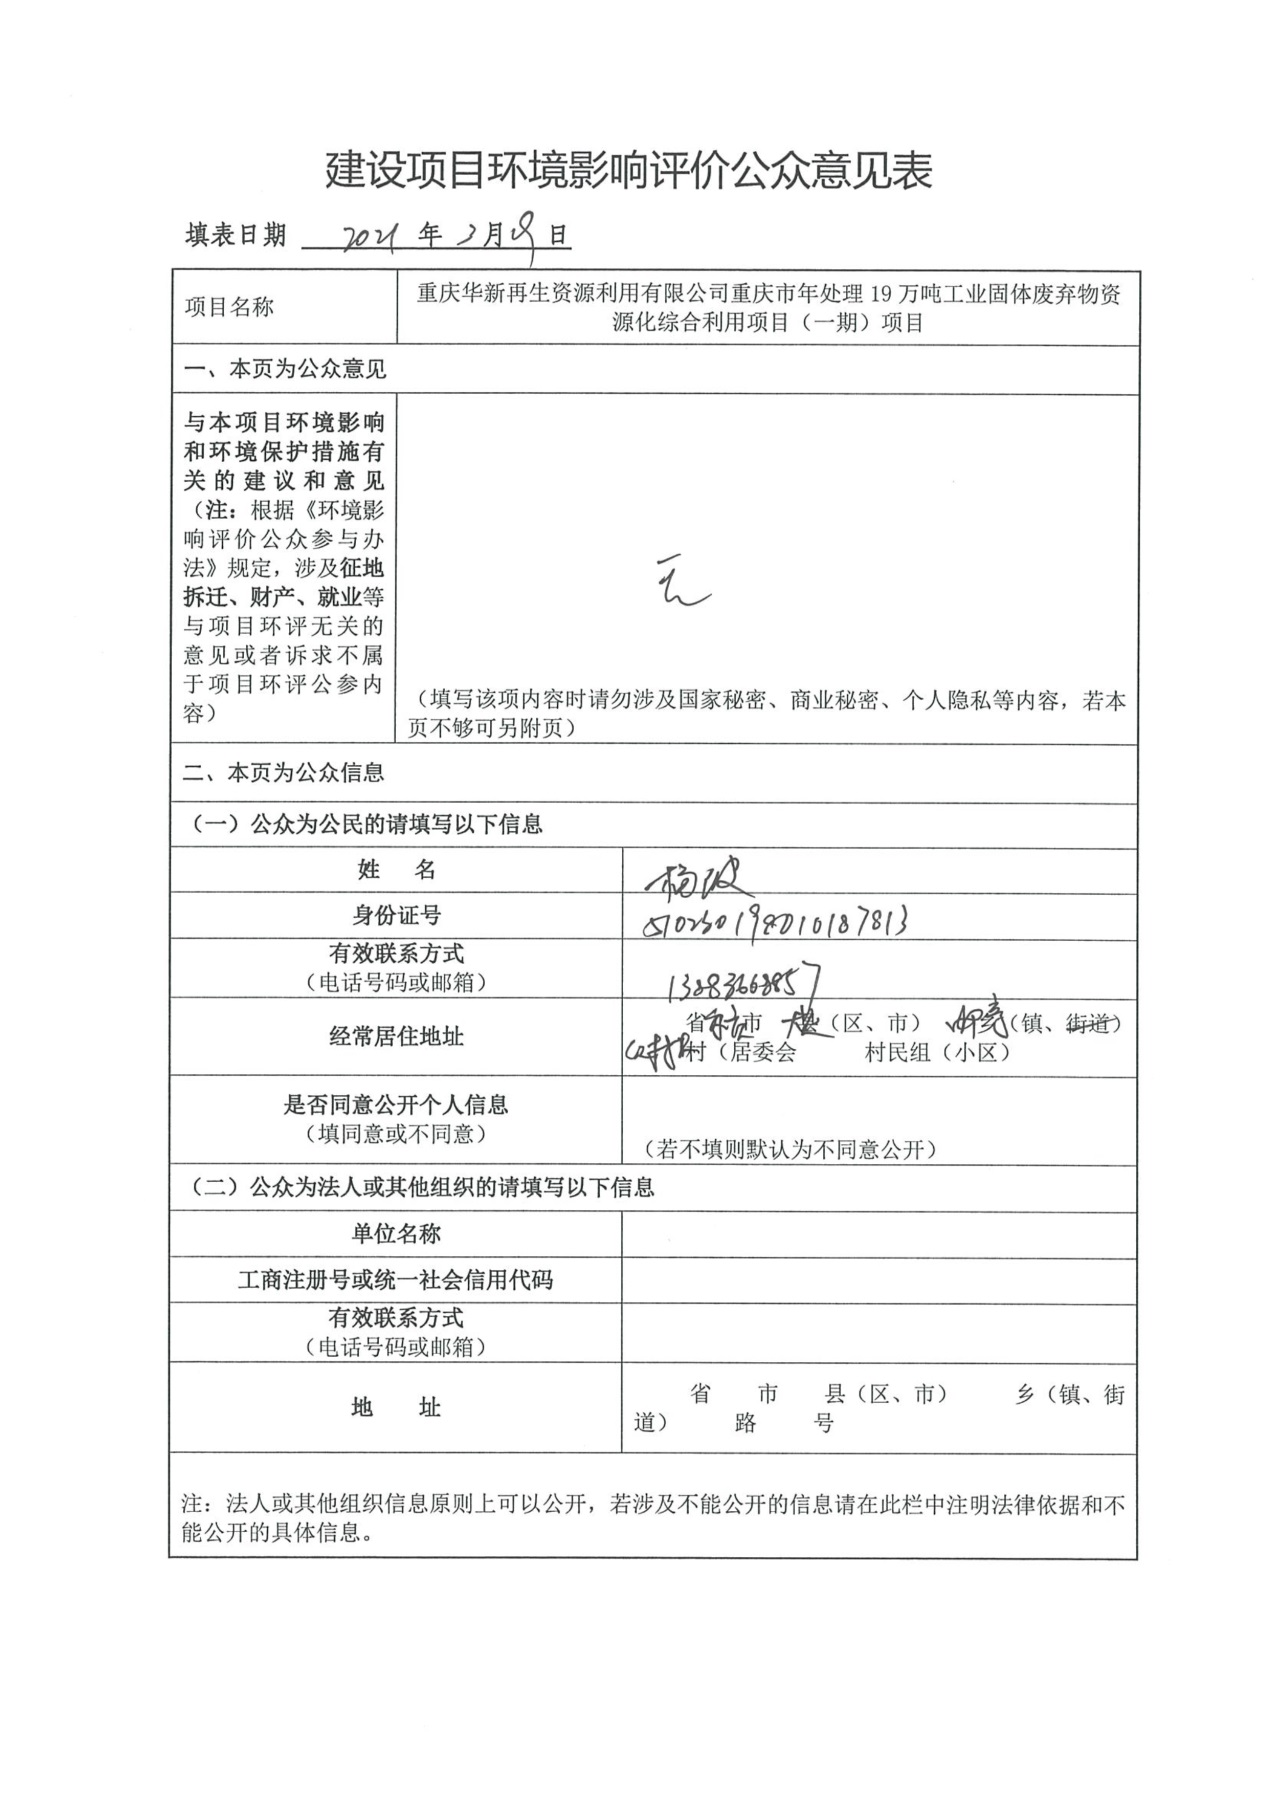 建设项目环境影响评价公众意见表
填表日期 2021 年 3 月 日
项目名称
重庆华新再生资源利用有限公司重庆市年处理 19 万吨工业固体废弃物资
源化综合利用项目（一期）项目
一、本页为公众意见
与本项目环境影响
和环境保护措施有
关的建议和意见
（注：根据《环境影
响评价公众参与办
法》规定，涉及征地
拆迁、财产、就业等
与项目环评无关的
意见或者诉求不属
于项目环评公参内
容）
无
（填写该项内容时请勿涉及国家秘密、商业秘密、个人隐私等内容，若本
页不够可另附页）
二、本页为公众信息
（一）公众为公民的请填写以下信息
姓 名
杨波
身份证号
510230198010187813
有效联系方式
（电话号码或邮箱）
13883668857
经常居住地址
省重庆市 大足县（区、市） 邮亭（镇、街道）
村（居委会 村民组（小区）
是否同意公开个人信息
（填同意或不同意）
（若不填则默认为不同意公开）
（二）公众为法人或其他组织的请填写以下信息
单位名称
工商注册号或统一社会信用代码
有效联系方式
（电话号码或邮箱）
地 址
省 市 县（区、市） 乡（镇、街
道） 路 号
注：法人或其他组织信息原则上可以公开，若涉及不能公开的信息请在此栏中注明法律依据和不
能公开的具体信息。